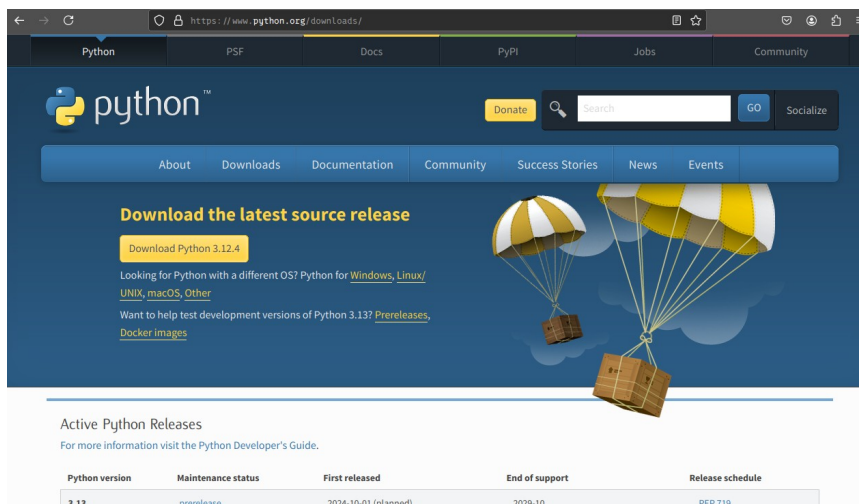 https://www.python.org/downloads/
Python PSF Docs PyPI Jobs Community
python™
Donate Search GO Socialize
About Downloads Documentation Community Success Stories News Events
Download the latest source release
Download Python 3.12.4
Looking for Python with a different OS? Python for Windows, Linux/
UNIX, macOS, Other
Want to help test development versions of Python 3.13? Prereleases,
Docker images
Active Python Releases
For more information visit the Python Developer's Guide.
Python version Maintenance status First released End of support Release schedule
3.13 prerelease 2024-10-01 (planned) 2029-10 PEP 719